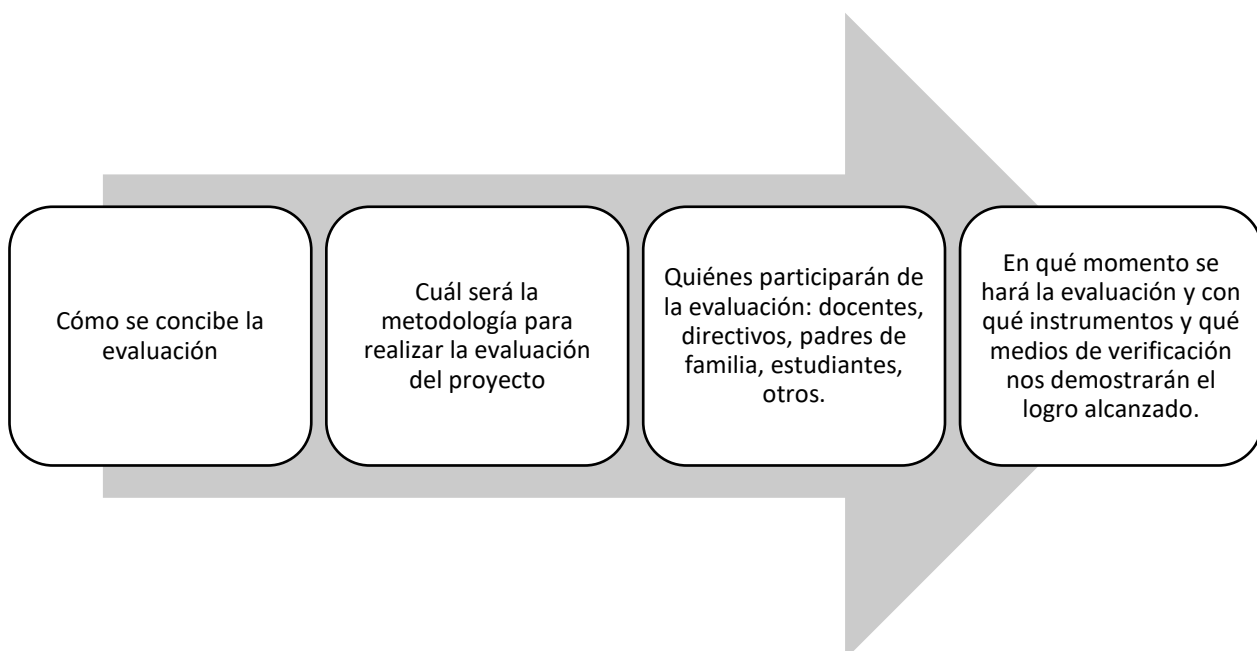 Cómo se concibe la
evaluación
Cuál será la
metodología para
realizar la evaluación
del proyecto
Quiénes participarán de
la evaluación: docentes,
directivos, padres de
familia, estudiantes,
otros.
En qué momento se
hará la evaluación y con
qué instrumentos y qué
medios de verificación
nos demostrarán el
logro alcanzado.